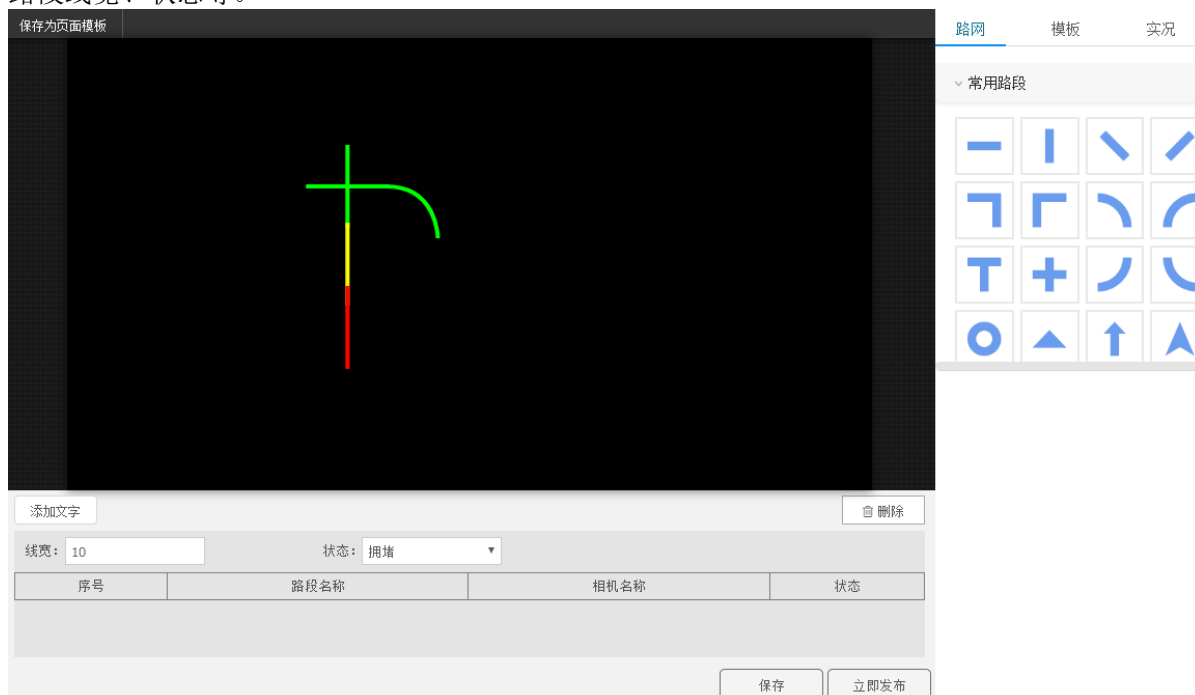 保存为页面模板
路网 模板 实况
常用路段
添加文字 删除
线宽: 10 状态: 拥堵
序号 路段名称 相机名称 状态
保存 立即发布